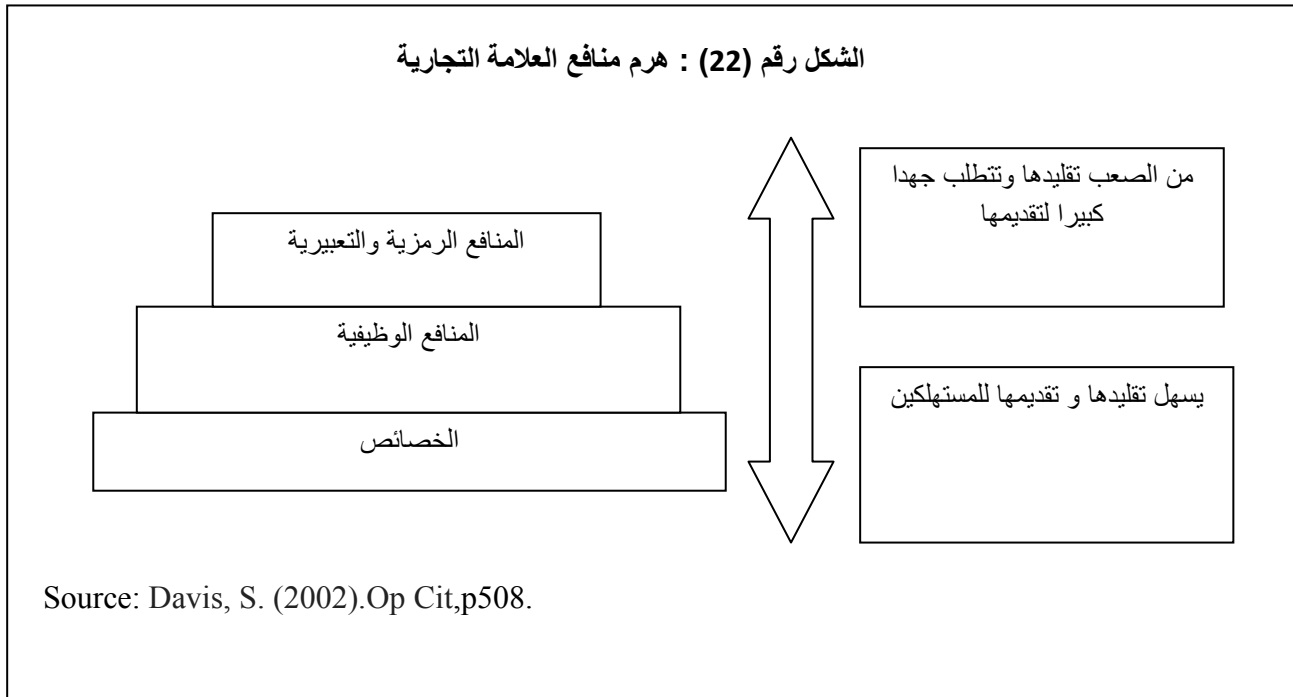 الشكل رقم (22) : هرم منافع العلامة التجارية
من الصعب تقليدها وتتطلب جهدا
كبيرا لتقديمها
المنافع الرمزية والتعبيرية
المنافع الوظيفية
الخصائص
يسهل تقليدها و تقديمها للمستهلكين
Source: Davis, S. (2002).Op Cit,p508.